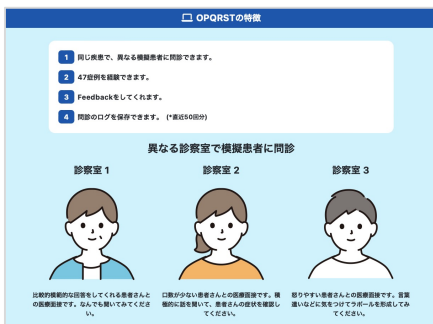 OPQRSTの特徴
1 同じ疾患で、異なる模擬患者に問診できます。
2 47症例を経験できます。
3 Feedbackをしてくれます。
4 問診のログを保存できます。 (*直近50回分)
異なる診察室で模擬患者に問診
診察室 1
診察室 2
診察室 3
比較的模範的な回答をしてくれる患者さんと
の医療面接です。なんでも聞いてみてくださ
い。
口数が少ない患者さんとの医療面接です。積
極的に話を聞いて、患者さんの症状を確認し
てください。
怒りやすい患者さんとの医療面接です。言葉
遣いなどに気をつけてラポールを形成してみ
てください。